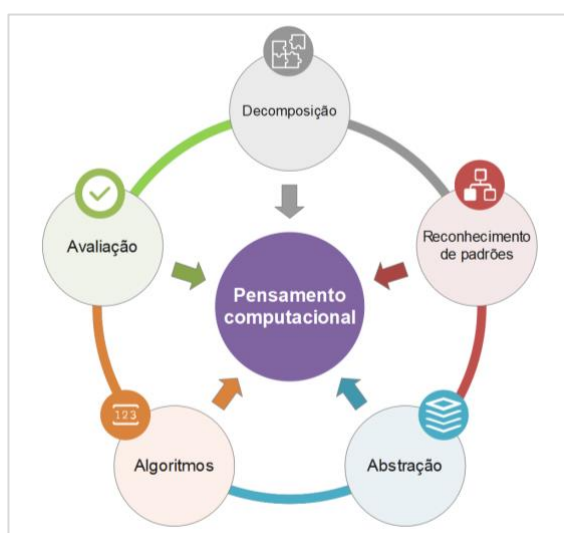 Decomposição
Reconhecimento
de padrões
Abstração
Algoritmos
123
Avaliação
Pensamento
computacional